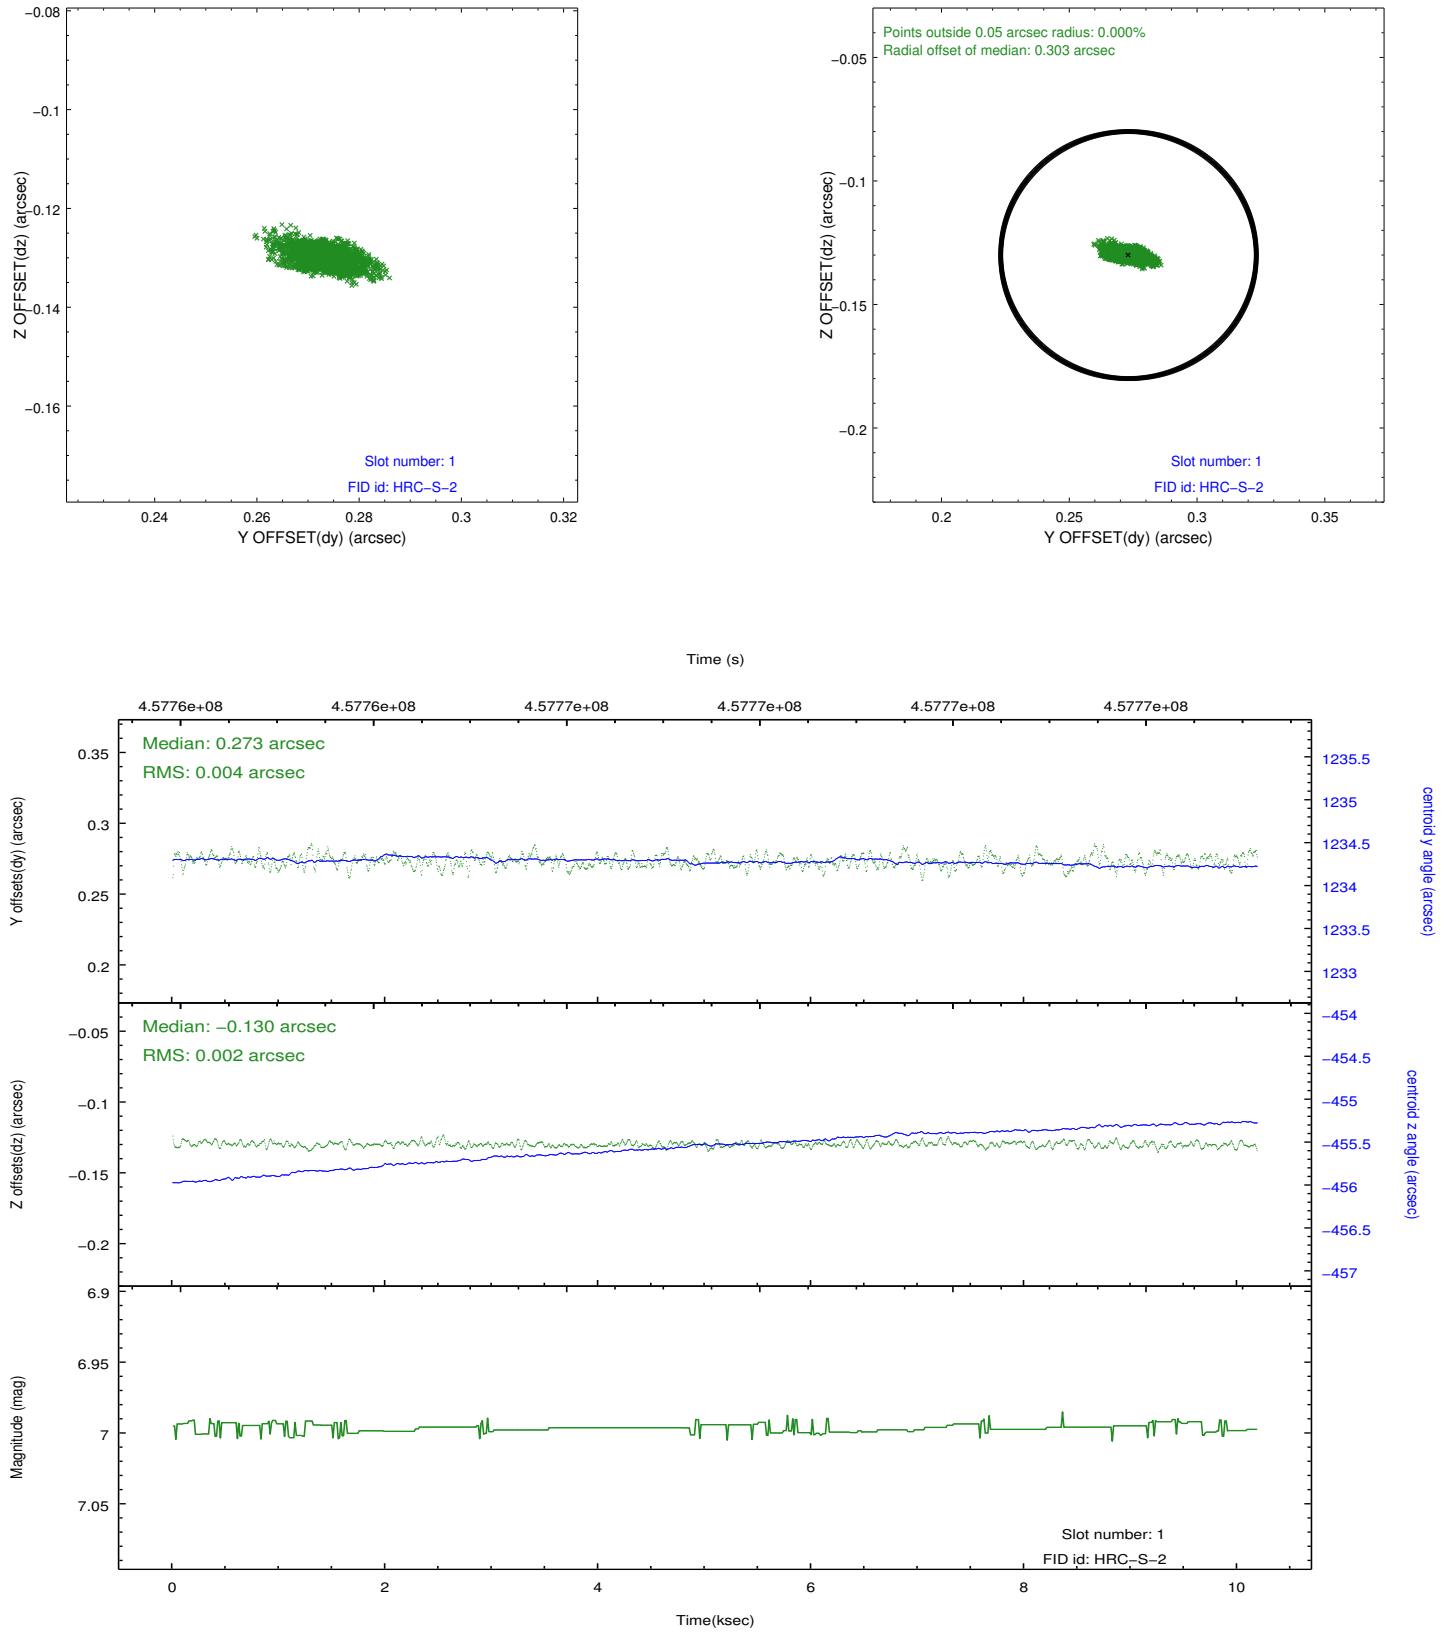 −0.08
−0.1
−0.12
−0.14
−0.16
Z OFFSET(dz) (arcsec)
Slot number: 1
FID id: HRC−S−2
0.24 0.26 0.28 0.3 0.32
Y OFFSET(dy) (arcsec)
Points outside 0.05 arcsec radius: 0.000%
Radial offset of median: 0.303 arcsec
−0.05
−0.1
−0.15
−0.2
Z OFFSET(dz) (arcsec)
Slot number: 1
FID id: HRC−S−2
0.2 0.25 0.3 0.35
Y OFFSET(dy) (arcsec)
Time (s)
4.5776e+08 4.5776e+08 4.5777e+08 4.5777e+08 4.5777e+08 4.5777e+08
Median: 0.273 arcsec
RMS: 0.004 arcsec
0.35
0.3
0.25
0.2
Y offsets(dy) (arcsec)
1235.5
1235
1234.5
1234
1233.5
1233
centroid y angle (arcsec)
Median: −0.130 arcsec
RMS: 0.002 arcsec
−0.05
−0.1
−0.15
−0.2
Z offsets(dz) (arcsec)
−454
−454.5
−455
−455.5
−456
−456.5
−457
centroid z angle (arcsec)
6.9
6.95
7
7.05
Magnitude (mag)
Slot number: 1
FID id: HRC−S−2
0 2 4 6 8 10
Time(ksec)